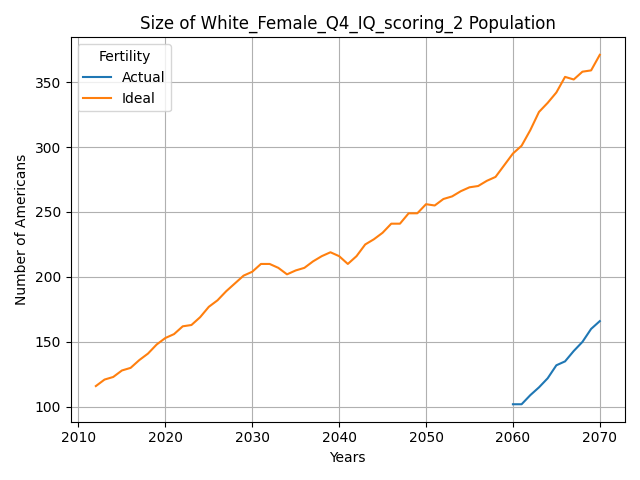 Size of White_Female_Q4_IQ_scoring_2 Population
Fertility
Actual
Ideal
Number of Americans
350
300
250
200
150
100
2010 2020 2030 2040 2050 2060 2070
Years